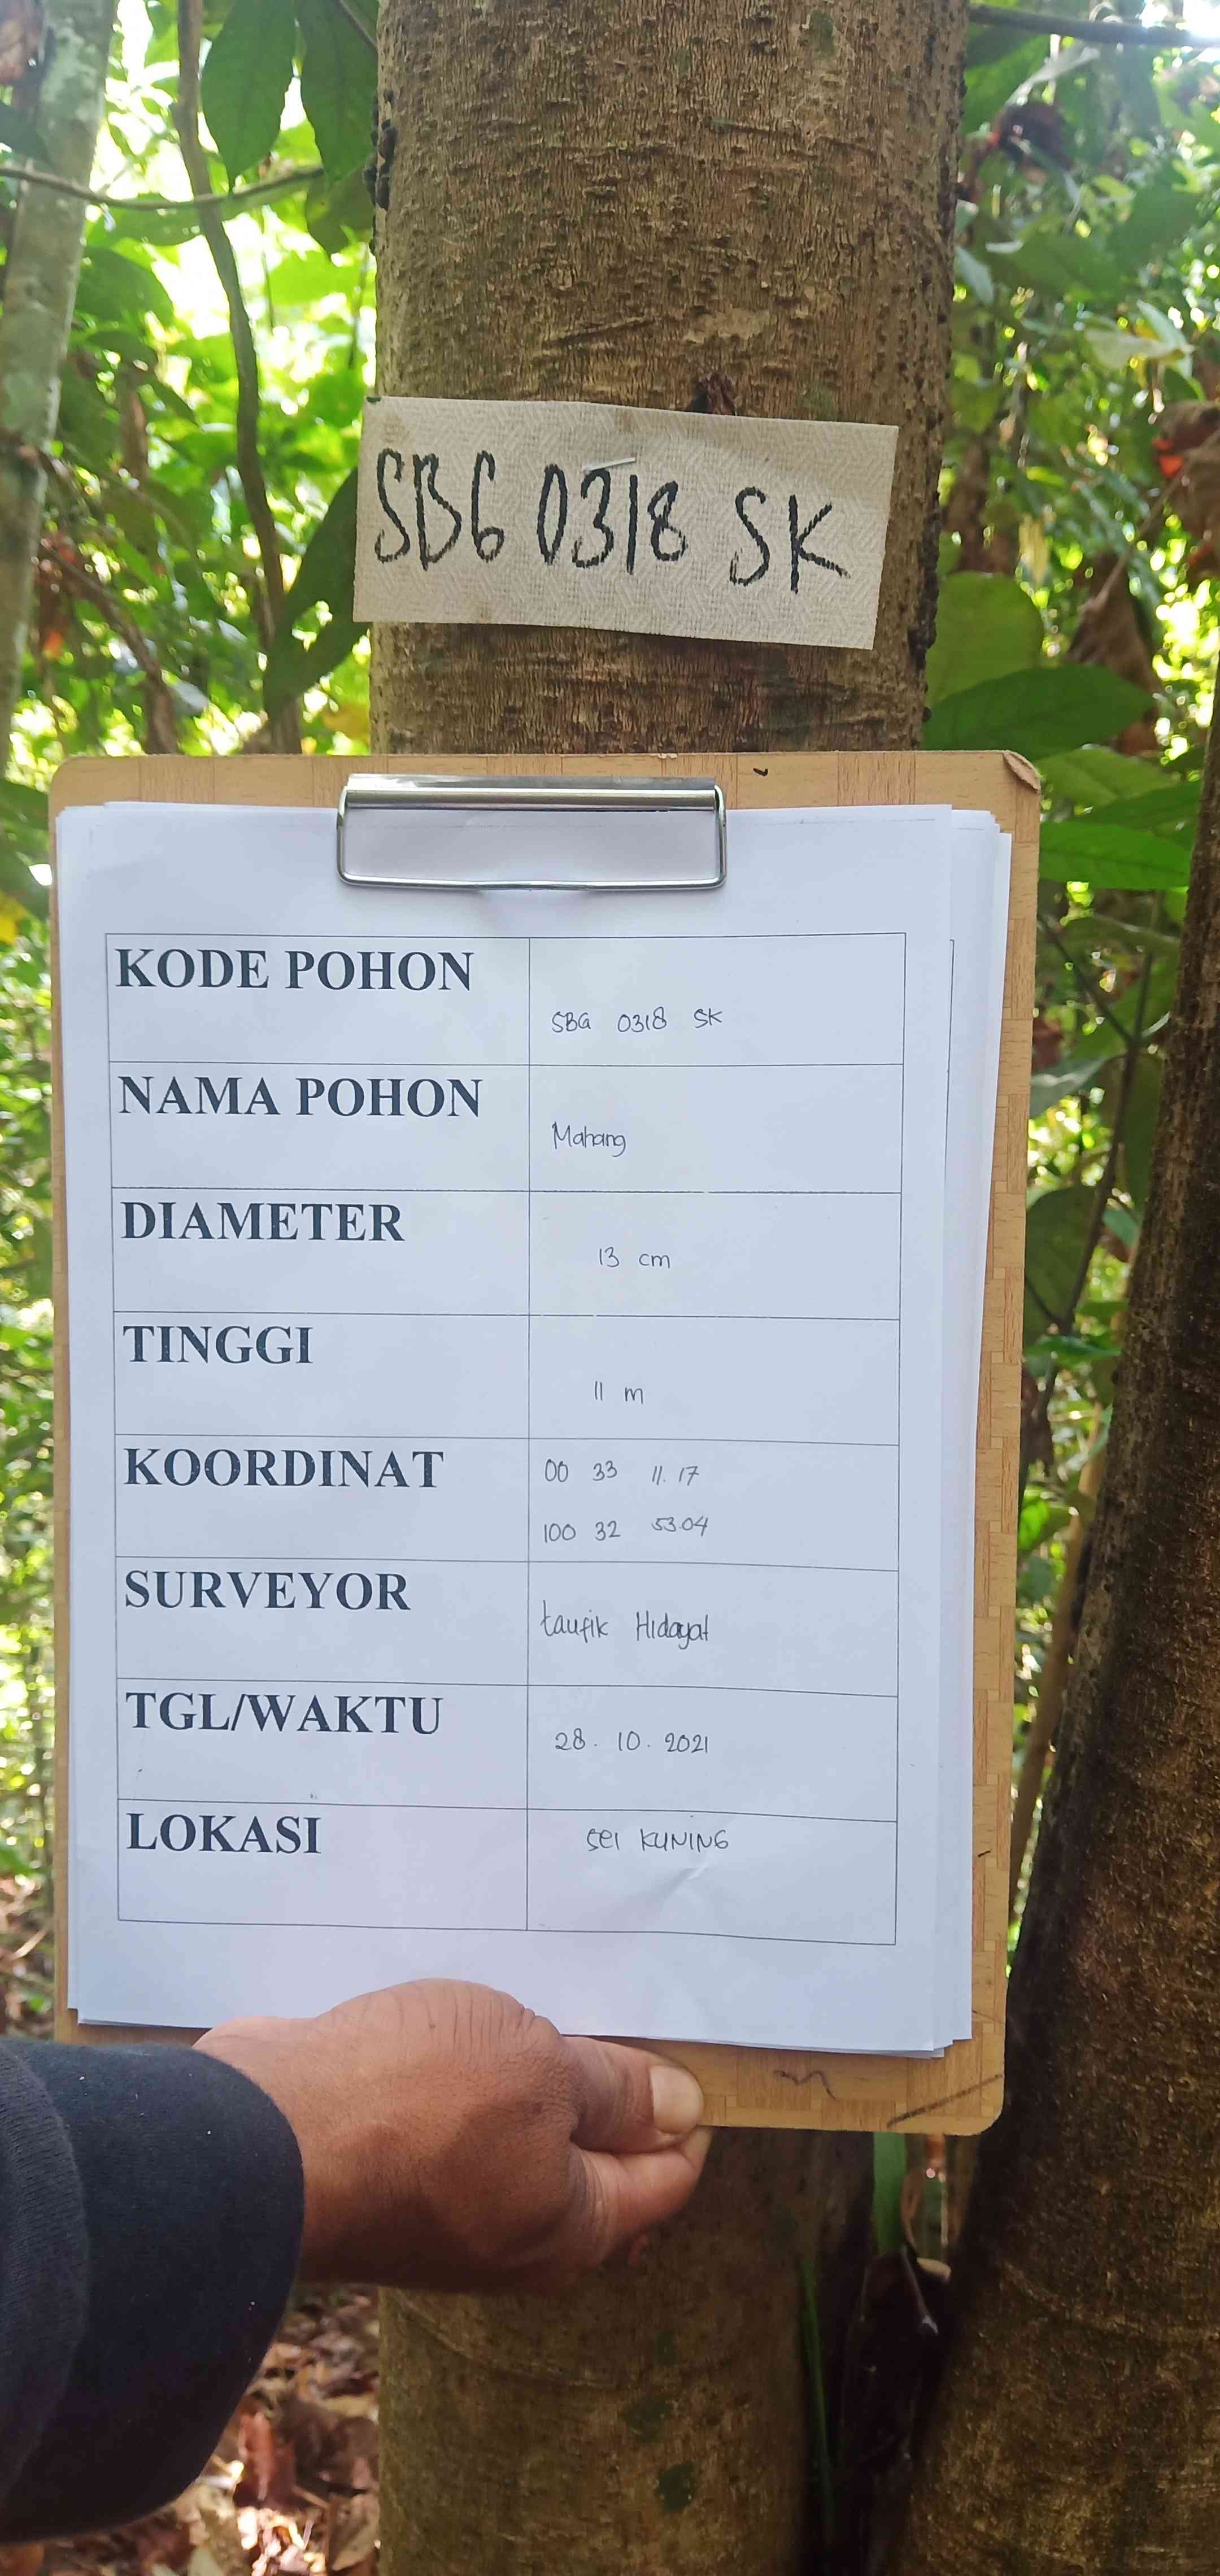 SBG 0318 SK
KODE POHON
SBG 0318 SK
NAMA POHON
Mahang
DIAMETER
13 cm
TINGGI
11 m
KOORDINAT
00 33 11.17
100 32 53.04
SURVEYOR
taufik Hidayat
TGL/WAKTU
28. 10. 2021
LOKASI
SEI KUNING